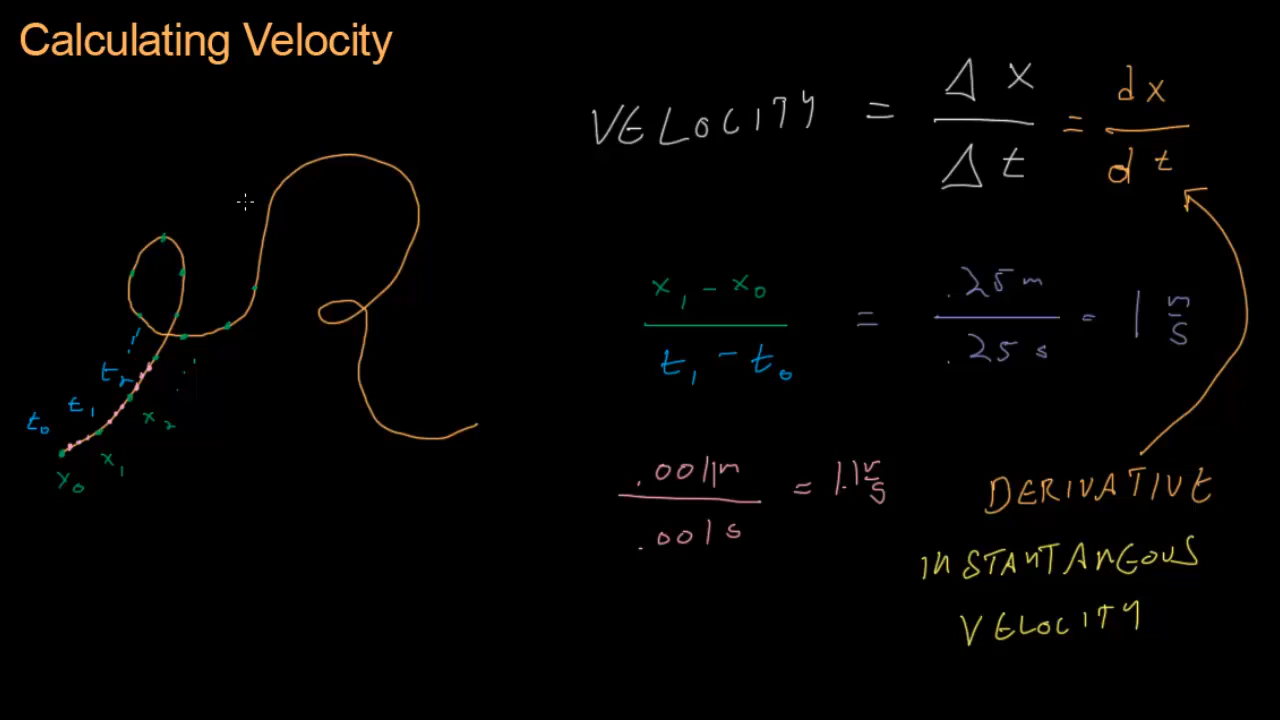 Calculating Velocity
VELOCITY = Δx/Δt = dx/dt
x₁ - x₀ / t₁ - t₀ = .25m / .25s = 1 m/s
t₀ t₁ t₂
x₀ x₁ x₂
.0011m / .001s = 1.1 m/s
DERIVATIVE
INSTANTANEOUS
VELOCITY